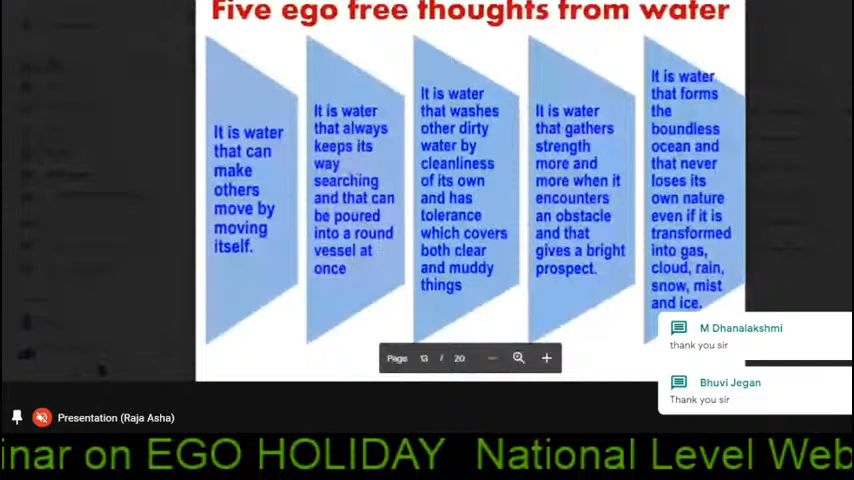 Five ego free thoughts from water
It is water
that can
make
others
move by
moving
itself.
It is water
that always
keeps its
way
searching
and that can
be poured
into a round
vessel at
once
It is water
that washes
other dirty
water by
cleanliness
of its own
and has
tolerance
which covers
both clear
and muddy
things
It is water
that gathers
strength
more and
more when it
encounters
an obstacle
and that
gives a bright
prospect.
It is water
that forms
the
boundless
ocean and
that never
loses its
own nature
even if it is
transformed
into gas,
cloud, rain,
snow, mist
and ice.
Page 13 / 20
M Dhanalakshmi
thank you sir
Bhuvi Jegan
Thank you sir
Presentation (Raja Asha)
inar on EGO HOLIDAY National Level Web